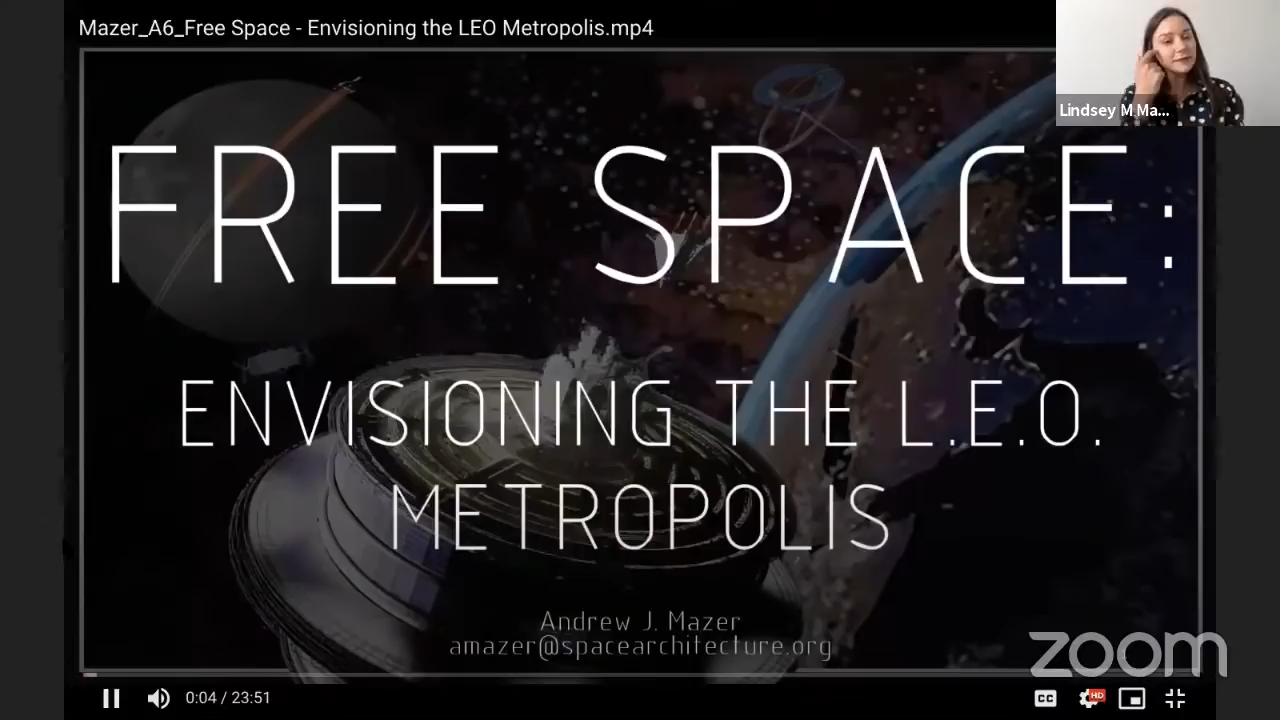 Mazer_A6_Free Space - Envisioning the LEO Metropolis.mp4
Lindsey M Ma...
FREE SPACE:
ENVISIONING THE L.E.O.
METROPOLIS
Andrew J. Mazer
amazer@spacearchitecture.org
zoom
0:04 / 23:51
CC
HD